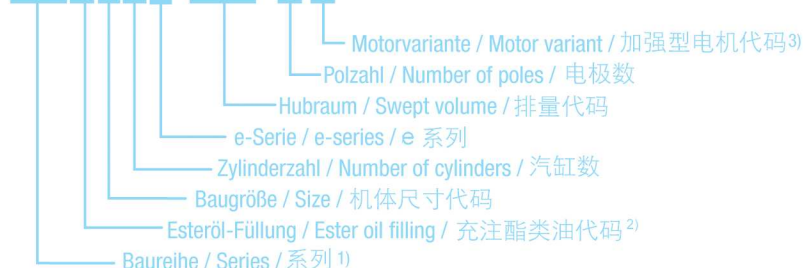 Motorvariante / Motor variant / 加强型电机代码3)
Polzahl / Number of poles / 电极数
Hubraum / Swept volume / 排量代码
e-Serie / e-series / e 系列
Zylinderzahl / Number of cylinders / 汽缸数
Baugröße / Size / 机体尺寸代码
Esteröl-Füllung / Ester oil filling / 充注酯类油代码2)
Baureihe / Series / 系列1)